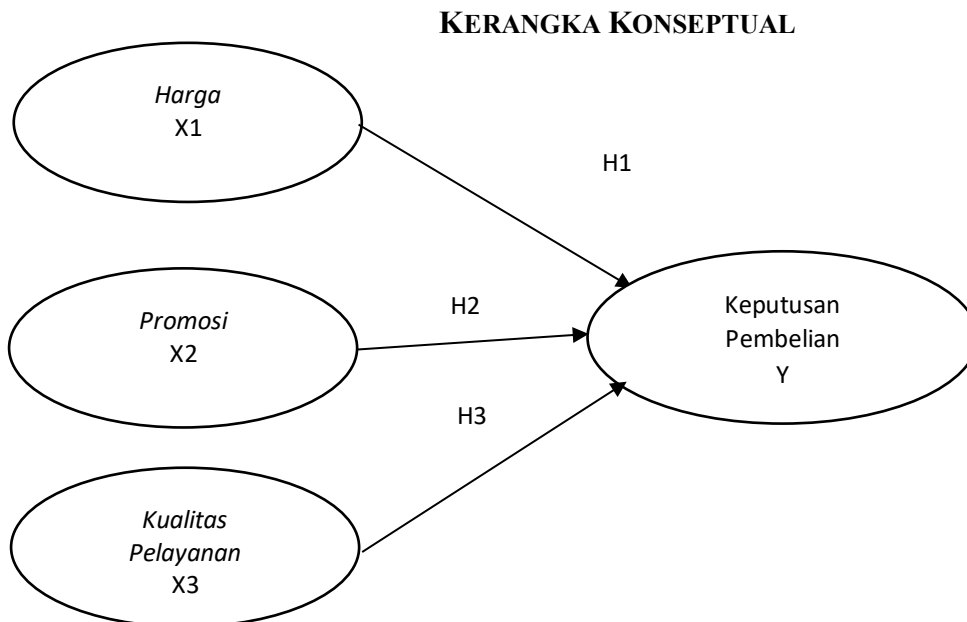 KERANGKA KONSEPTUAL
Harga
X1
H1
Promosi
X2
H2
Keputusan
Pembelian
Y
H3
Kualitas
Pelayanan
X3